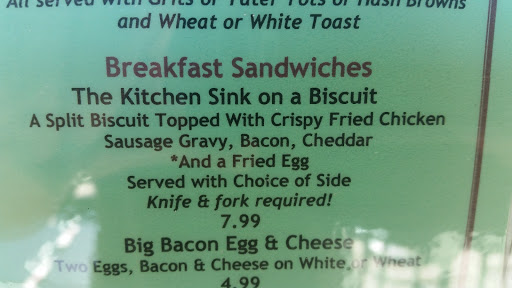 All served with Grits or Tater Tots or Hash Browns
and Wheat or White Toast
Breakfast Sandwiches
The Kitchen Sink on a Biscuit
A Split Biscuit Topped With Crispy Fried Chicken
Sausage Gravy, Bacon, Cheddar
*And a Fried Egg
Served with Choice of Side
Knife & fork required!
7.99
Big Bacon Egg & Cheese
Two Eggs, Bacon & Cheese on White or Wheat
4.99